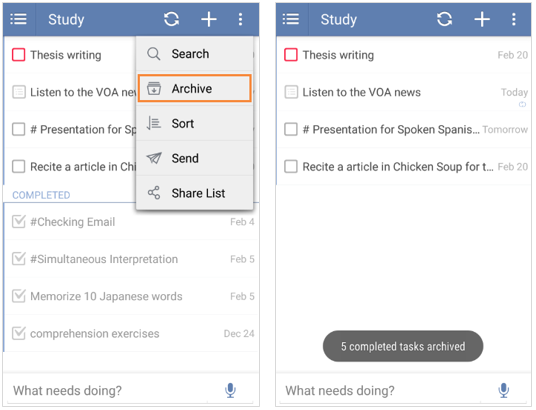 Study
Thesis writing
Search
Listen to the VOA new
Archive
# Presentation for Sp
Sort
Recite a article in Chi
Send
Share List
COMPLETED
#Checking Email Feb 4
#Simultaneous Interpretation Feb 5
Memorize 10 Japanese words Feb 5
comprehension exercises Dec 24
What needs doing?
Study
Thesis writing Feb 20
Listen to the VOA news Today
# Presentation for Spoken Spanis... Tomorrow
Recite a article in Chicken Soup for t... Feb 20
5 completed tasks archived
What needs doing?